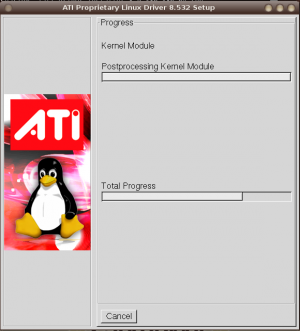 ATI Proprietary Linux Driver 8.532 Setup
Progress
Kernel Module
Postprocessing Kernel Module
ATI
Total Progress
Cancel